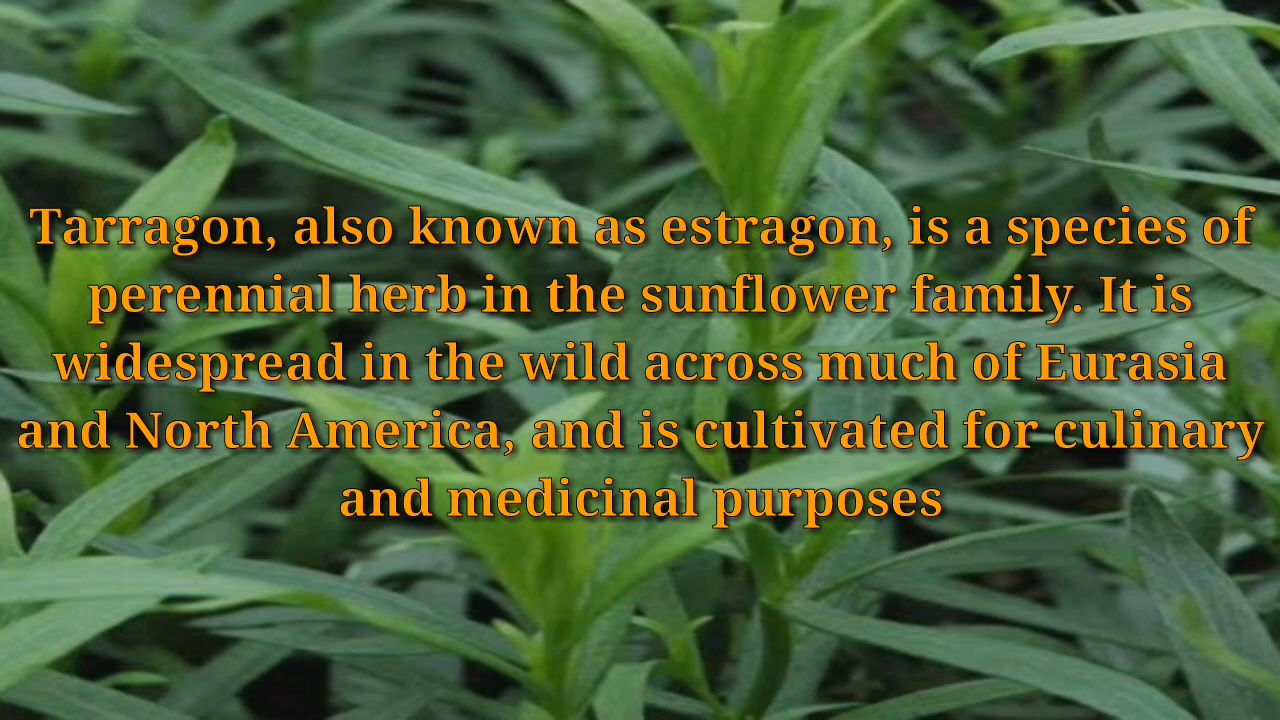 Tarragon, also known as estragon, is a species of
perennial herb in the sunflower family. It is
widespread in the wild across much of Eurasia
and North America, and is cultivated for culinary
and medicinal purposes